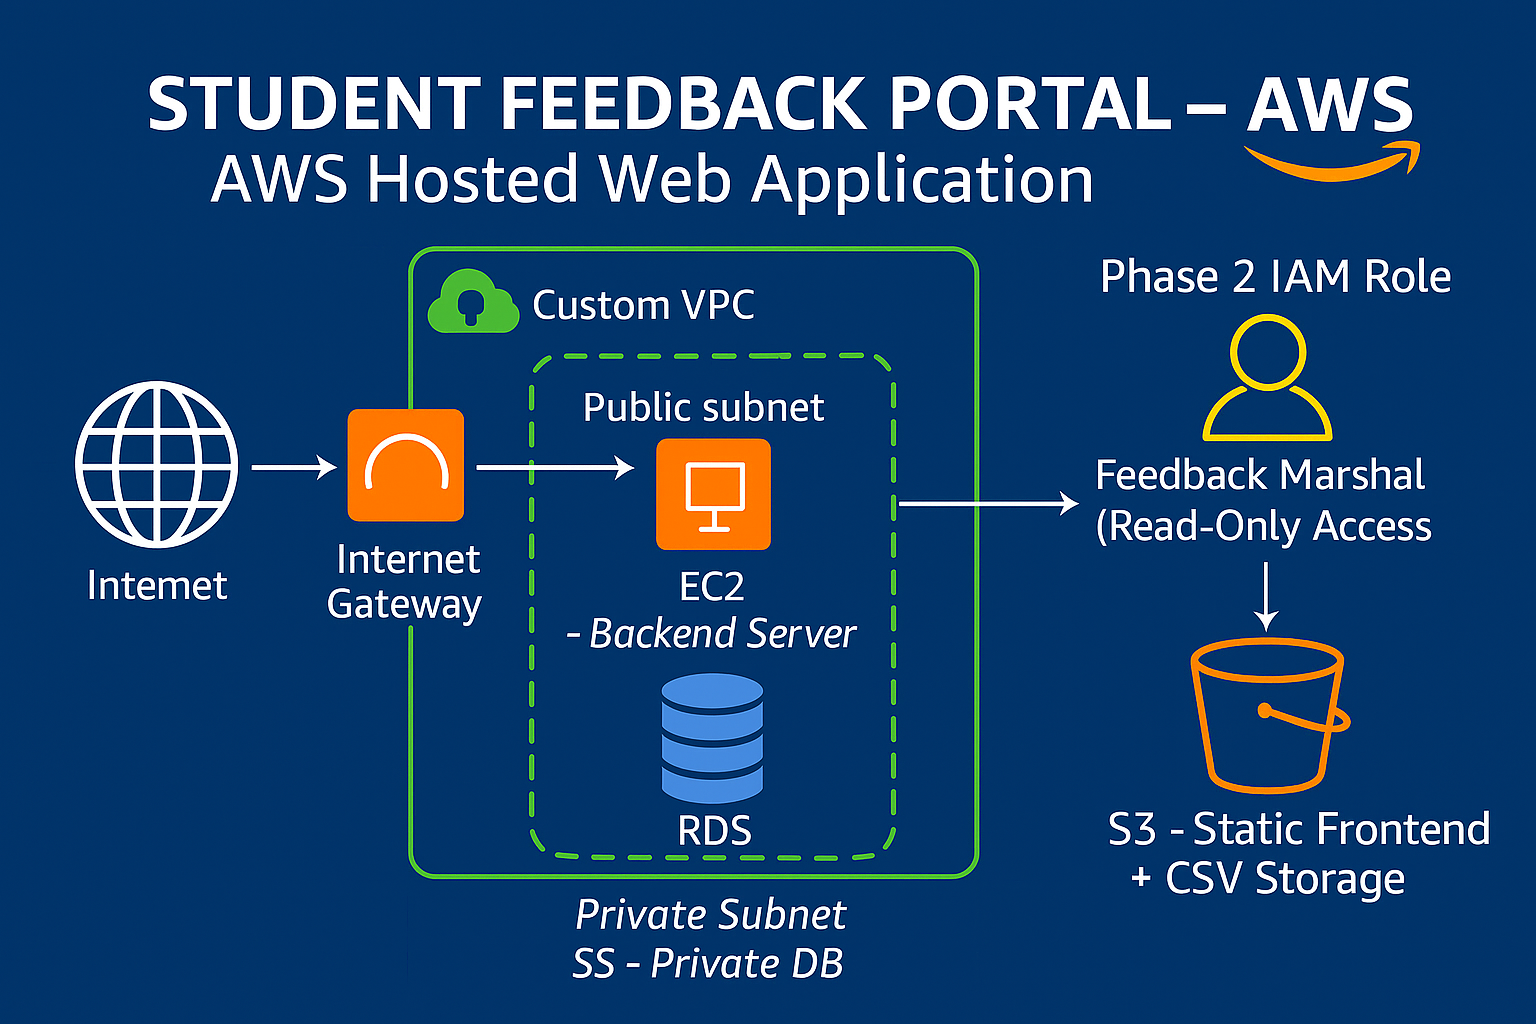 STUDENT FEEDBACK PORTAL – AWS
AWS Hosted Web Application
Custom VPC
Phase 2 IAM Role
Public subnet
Intemet
Internet
Gateway
EC2
- Backend Server
RDS
Feedback Marshal
(Read-Only Access
S3 - Static Frontend
+ CSV Storage
Private Subnet
SS - Private DB